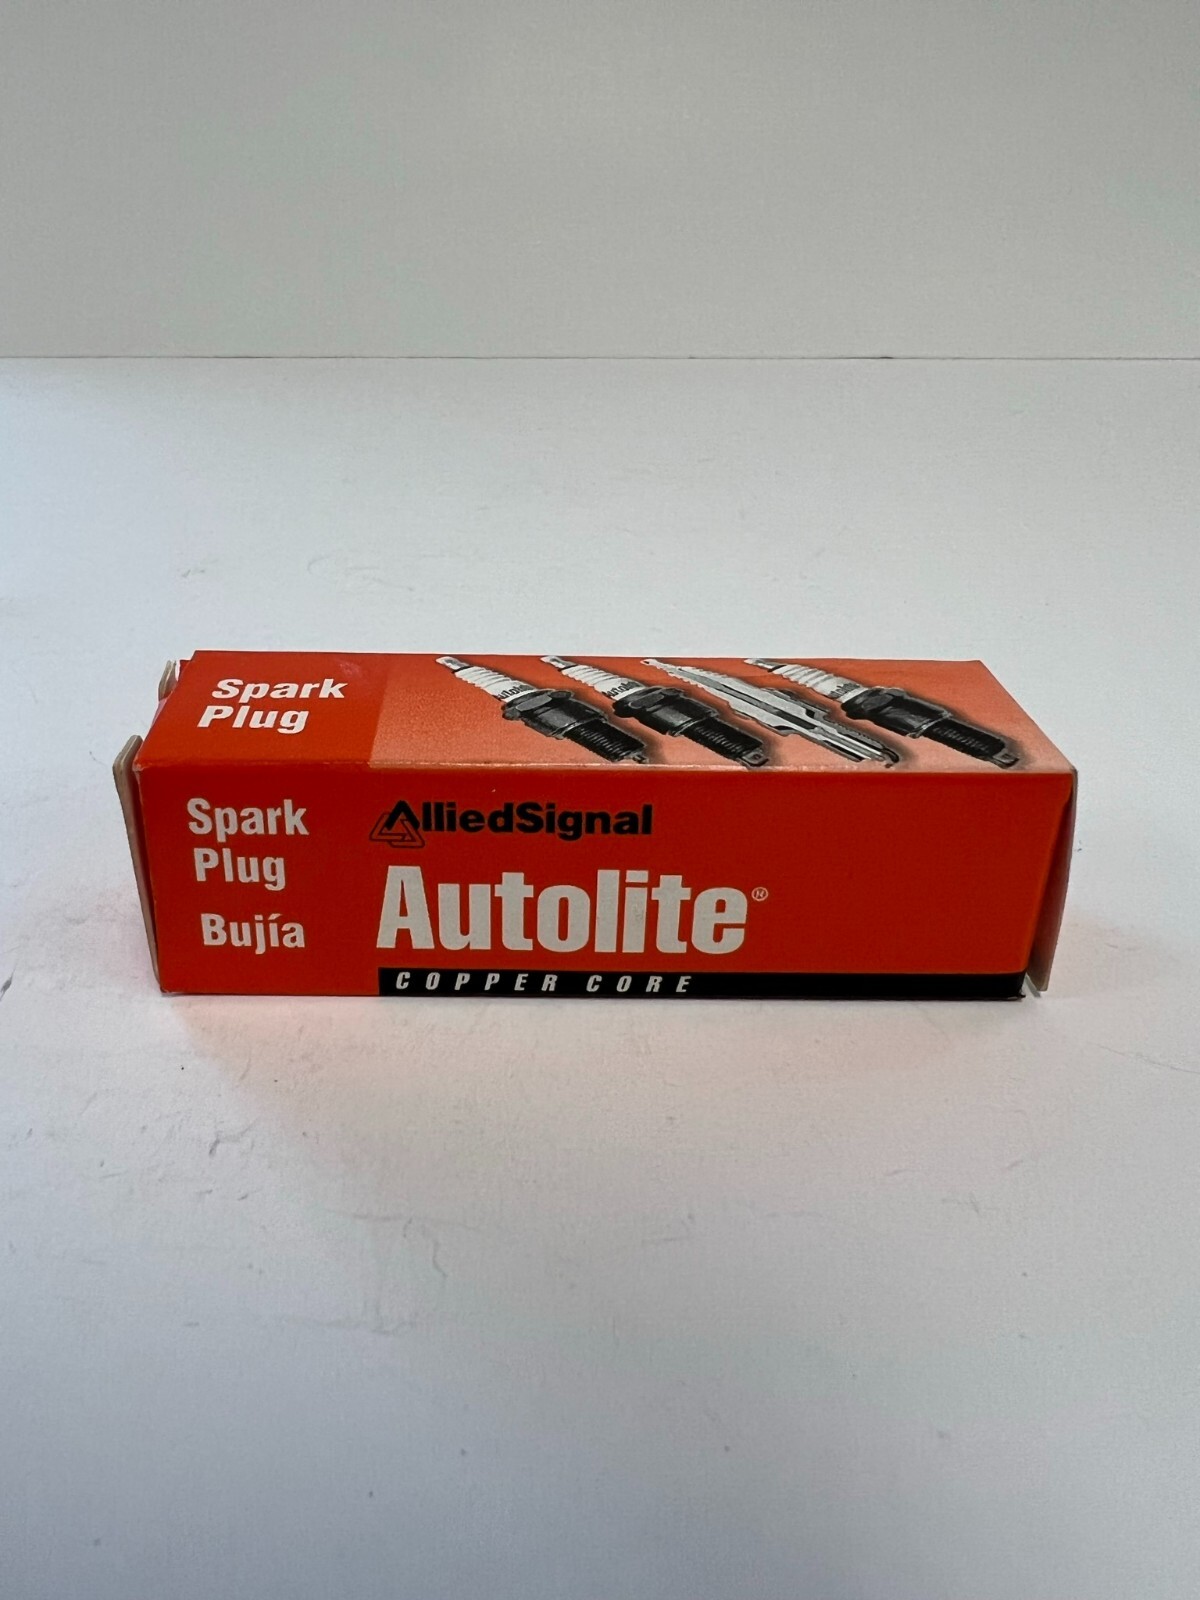 Spark
Plug
Spark
Plug
Bujía
AlliedSignal
Autolite®
COPPER CORE